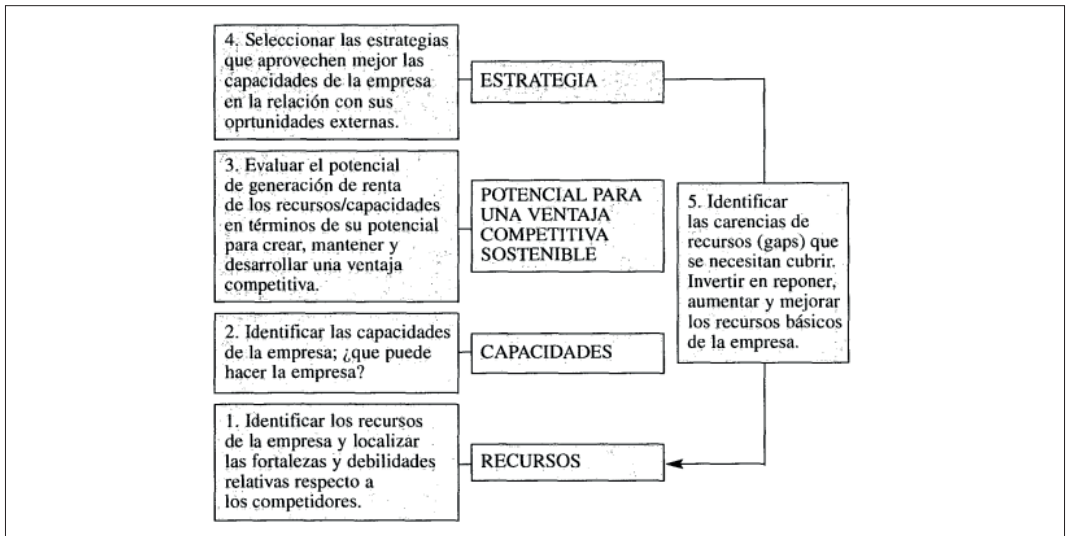 4. Seleccionar las estrategias
que aprovechen mejor las
capacidades de la empresa
en la relación con sus
oprtunidades externas.
ESTRATEGIA
3. Evaluar el potencial
de generación de renta
de los recursos/capacidades
en términos de su potencial
para crear, mantener y
desarrollar una ventaja
competitiva.
POTENCIAL PARA
UNA VENTAJA
COMPETITIVA
SOSTENIBLE
5. Identificar
las carencias de
recursos (gaps) que
se necesitan cubrir.
Invertir en reponer,
aumentar y mejorar
los recursos básicos
de la empresa.
2. Identificar las capacidades
de la empresa; ¿que puede
hacer la empresa?
CAPACIDADES
1. Identificar los recursos
de la empresa y localizar
las fortalezas y debilidades
relativas respecto a
los competidores.
RECURSOS